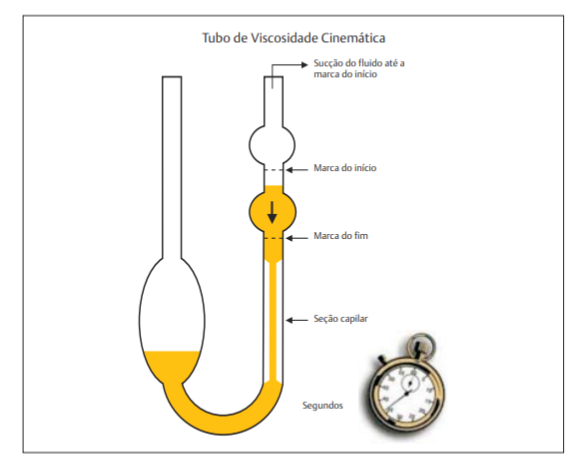 Tubo de Viscosidade Cinemática
Sucção do fluido até a
marca do início
Marca do início
Marca do fim
Seção capilar
Segundos